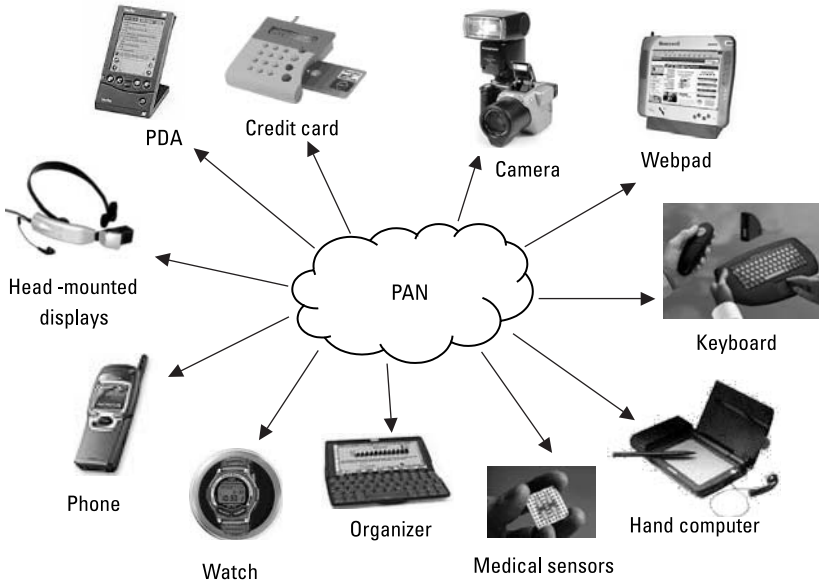 PDA
Credit card
Camera
Webpad
Head -mounted
displays
PAN
Keyboard
Phone
Watch
Organizer
Medical sensors
Hand computer